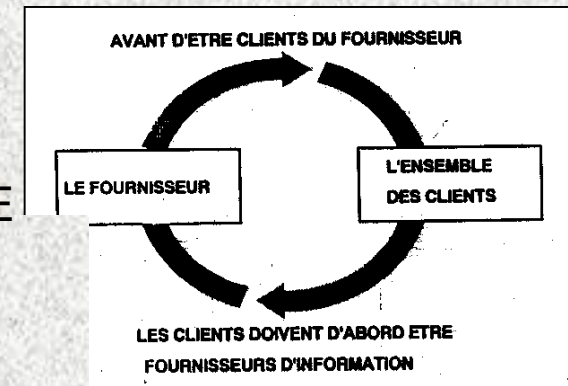 AVANT D'ETRE CLIENTS DU FOURNISSEUR
LE FOURNISSEUR
L'ENSEMBLE
DES CLIENTS
E
LES CLIENTS DOIVENT D'ABORD ETRE
FOURNISSEURS D'INFORMATION